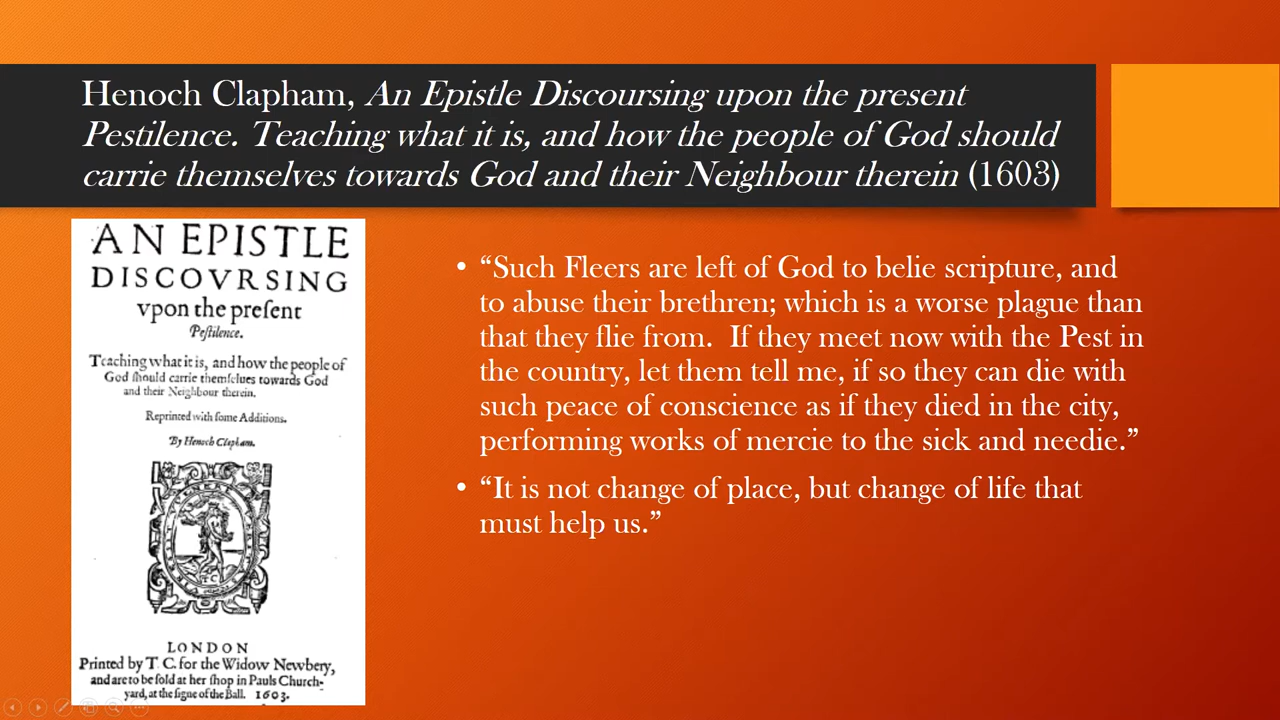 Henoch Clapham, An Epistle Discoursing upon the present
Pestilence. Teaching what it is, and how the people of God should
carrie themselves towards God and their Neighbour therein (1603)
AN EPISTLE
DISCOVRSING
vpon the preſent
Peſtilence.
Teaching what it is, and how the people of
God ſhould carrie themſelues towards God
and their Neighbour therein.
Reprinted with ſome Additions.
By Henoch Clapham.
T C
LONDON
Printed by T. C. for the Widow Newbery,
and are to be ſold at her ſhop in Pauls Church-
yard, at the ſigne of the Ball. 1603.
• “Such Fleers are left of God to belie scripture, and
to abuse their brethren; which is a worse plague than
that they flie from. If they meet now with the Pest in
the country, let them tell me, if so they can die with
such peace of conscience as if they died in the city,
performing works of mercie to the sick and needie.”
• “It is not change of place, but change of life that
must help us.”